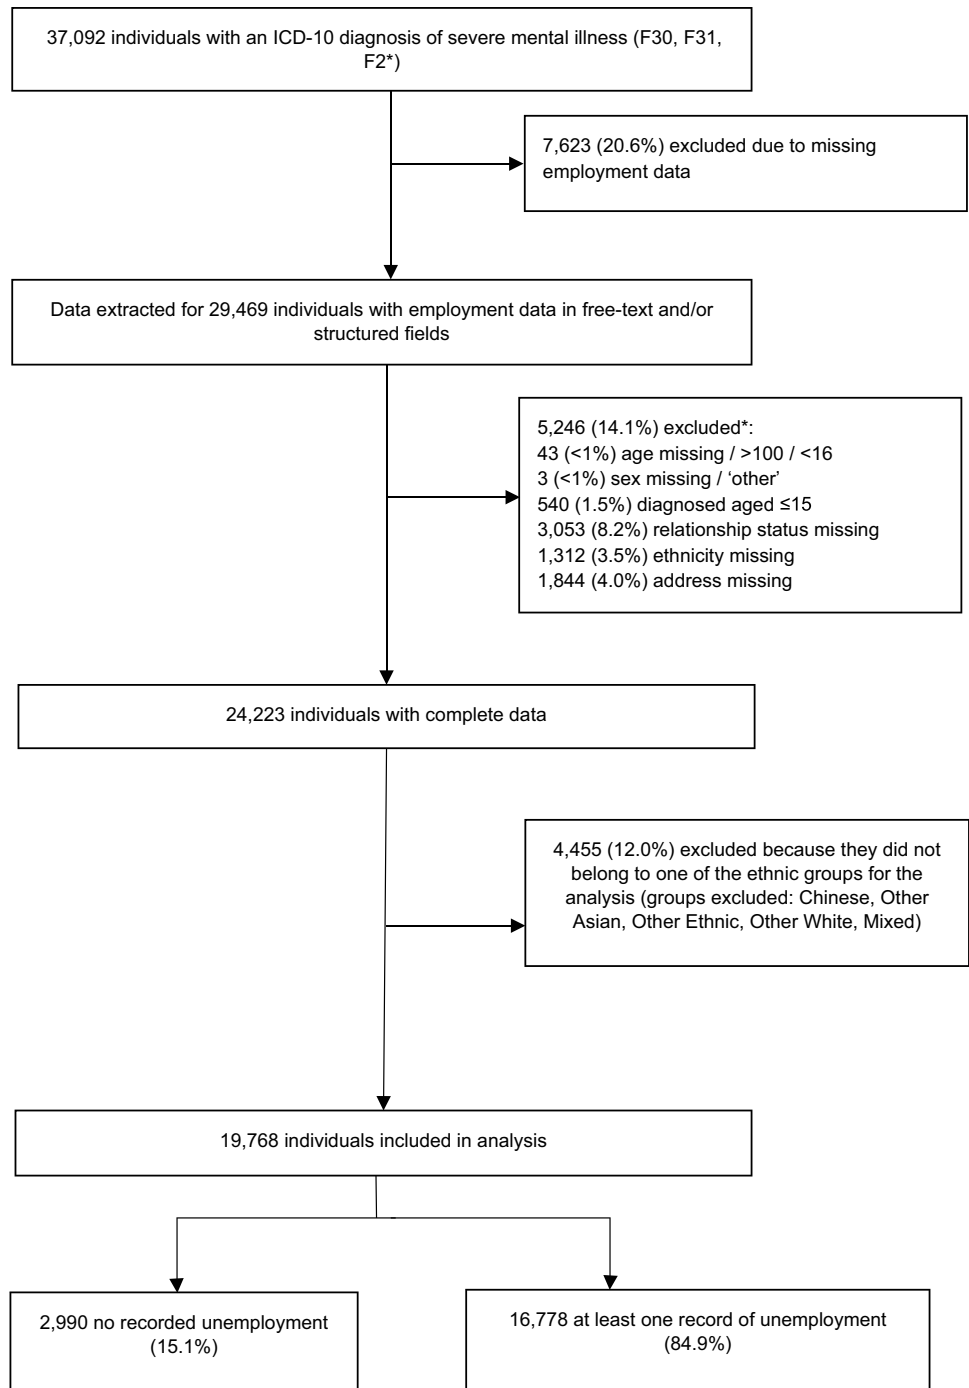 37,092 individuals with an ICD-10 diagnosis of severe mental illness (F30, F31,
F2*)
7,623 (20.6%) excluded due to missing
employment data
Data extracted for 29,469 individuals with employment data in free-text and/or
structured fields
5,246 (14.1%) excluded*:
43 (<1%) age missing / >100 / <16
3 (<1%) sex missing / ‘other’
540 (1.5%) diagnosed aged ≤15
3,053 (8.2%) relationship status missing
1,312 (3.5%) ethnicity missing
1,844 (4.0%) address missing
24,223 individuals with complete data
4,455 (12.0%) excluded because they did not
belong to one of the ethnic groups for the
analysis (groups excluded: Chinese, Other
Asian, Other Ethnic, Other White, Mixed)
19,768 individuals included in analysis
2,990 no recorded unemployment
(15.1%)
16,778 at least one record of unemployment
(84.9%)